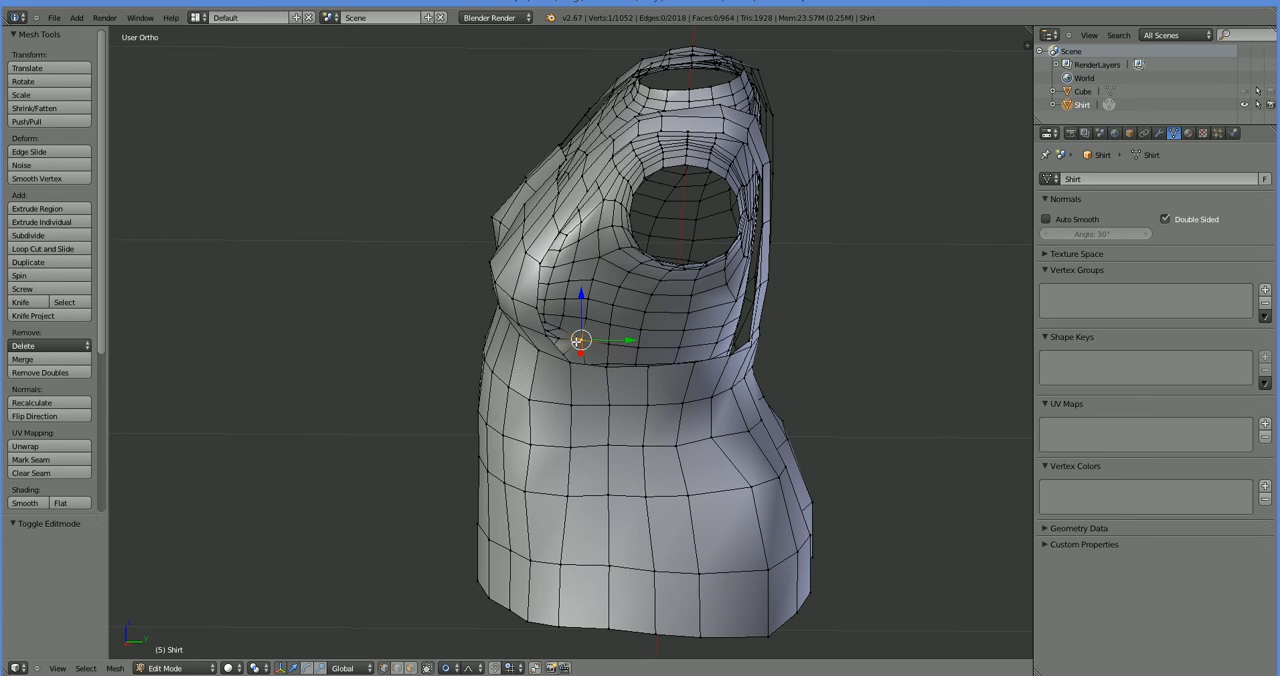 File Add Render Window Help Default Scene Blender Render v2.67 | Verts:1/1052 | Edges:0/2018 | Faces:0/964 | Tris:1928 | Mem:23.57M (0.25M) | Shirt
Mesh Tools
Transform:
Translate
Rotate
Scale
Shrink/Fatten
Push/Pull
Deform:
Edge Slide
Noise
Smooth Vertex
Add:
Extrude Region
Extrude Individual
Subdivide
Loop Cut and Slide
Duplicate
Spin
Screw
Knife Select
Knife Project
Remove:
Delete
Merge
Remove Doubles
Normals:
Recalculate
Flip Direction
UV Mapping:
Unwrap
Mark Seam
Clear Seam
Shading:
Smooth Flat
Toggle Editmode
User Ortho
z
y
(5) Shirt
View Select Mesh Edit Mode Global
View Search All Scenes
Scene
RenderLayers
World
Cube
Shirt
Shirt Shirt
Shirt F
Normals
Auto Smooth Double Sided
Angle: 30°
Texture Space
Vertex Groups
Shape Keys
UV Maps
Vertex Colors
Geometry Data
Custom Properties